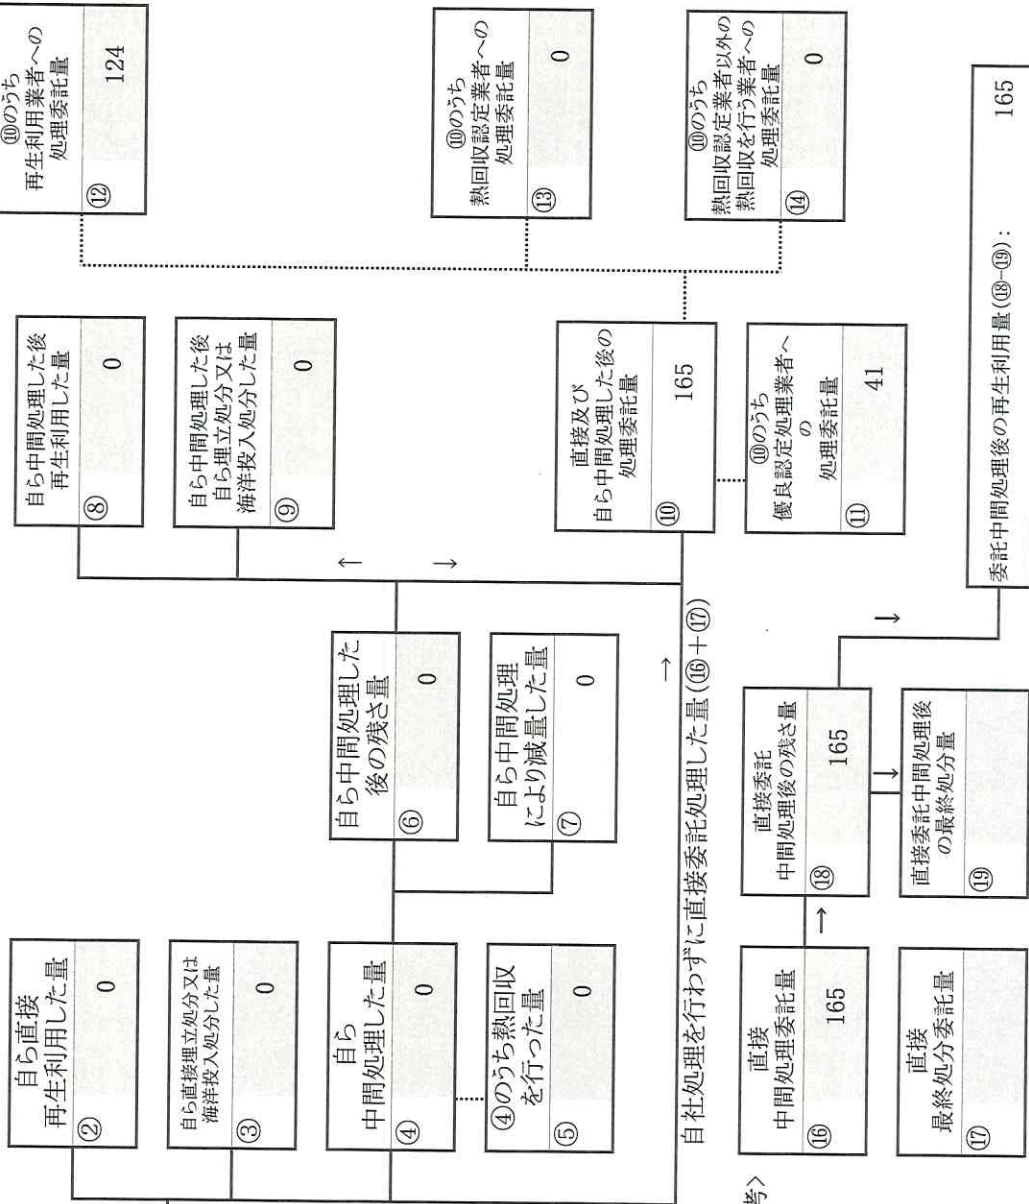 自ら直接
再生利用した量
②
0
自ら直接埋立処分又は
海洋投入処分した量
③
0
自ら
中間処理した量
④
0
④のうち熱回収
を行った量
⑤
0
自ら中間処理した
後の残さ量
⑥
0
自ら中間処理
により減量した量
⑦
0
自ら中間処理した後
再生利用した量
⑧
0
自ら中間処理した後
自ら埋立処分又は
海洋投入処分した量
⑨
0
直接及び
自ら中間処理した後の
処理委託量
⑩
165
⑩のうち
優良認定処理業者へ
の
処理委託量
⑪
41
⑩のうち
再生利用業者への
処理委託量
⑫
124
⑩のうち
熱回収認定業者への
処理委託量
⑬
0
⑩のうち
熱回収認定業者以外の
熱回収を行う業者への
処理委託量
⑭
0
自社処理を行わずに直接委託処理した量(⑯+⑰)
考>
直接
中間処理委託量
⑯
165
直接
最終処分委託量
⑰
直接委託
中間処理後の残さ量
⑱
165
直接委託中間処理後
の最終処分量
⑲
委託中間処理後の再生利用量(⑱-⑲):
165